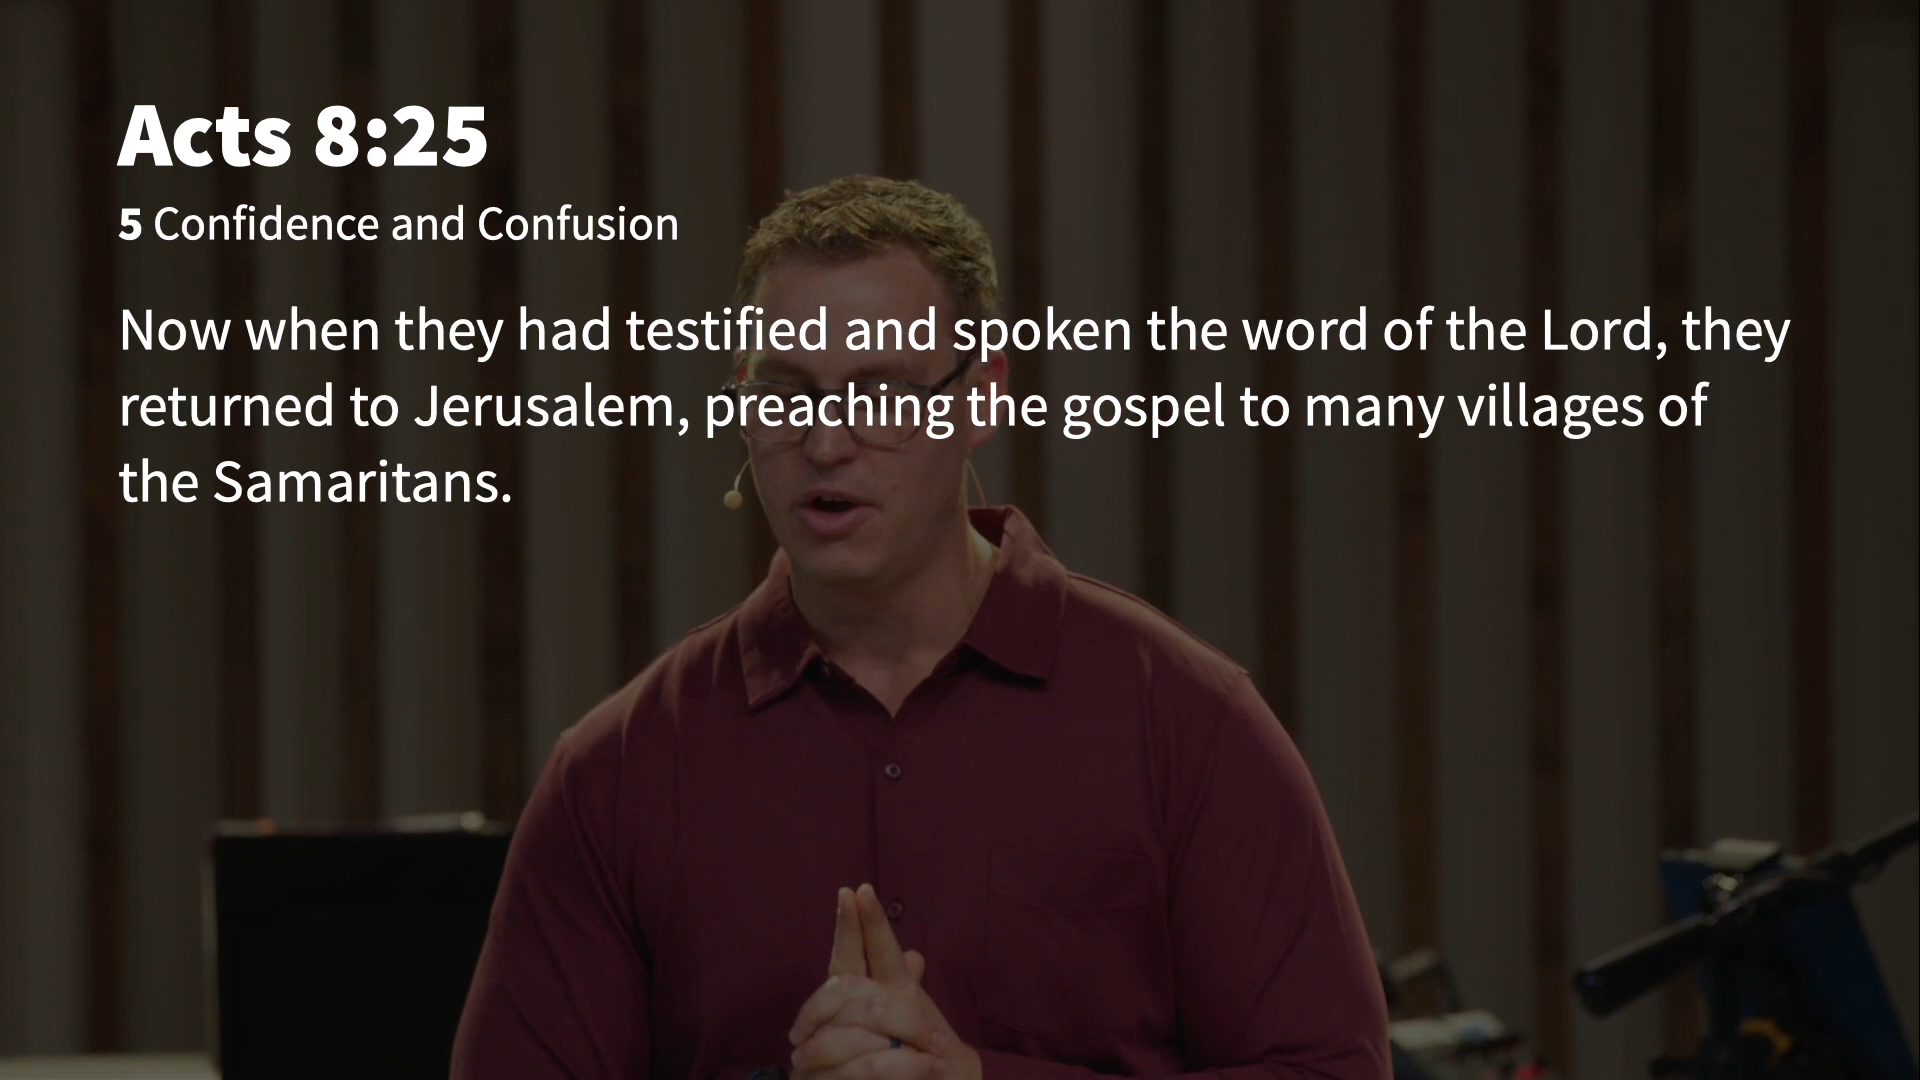 Acts 8:25
5 Confidence and Confusion
Now when they had testified and spoken the word of the Lord, they
returned to Jerusalem, preaching the gospel to many villages of
the Samaritans.